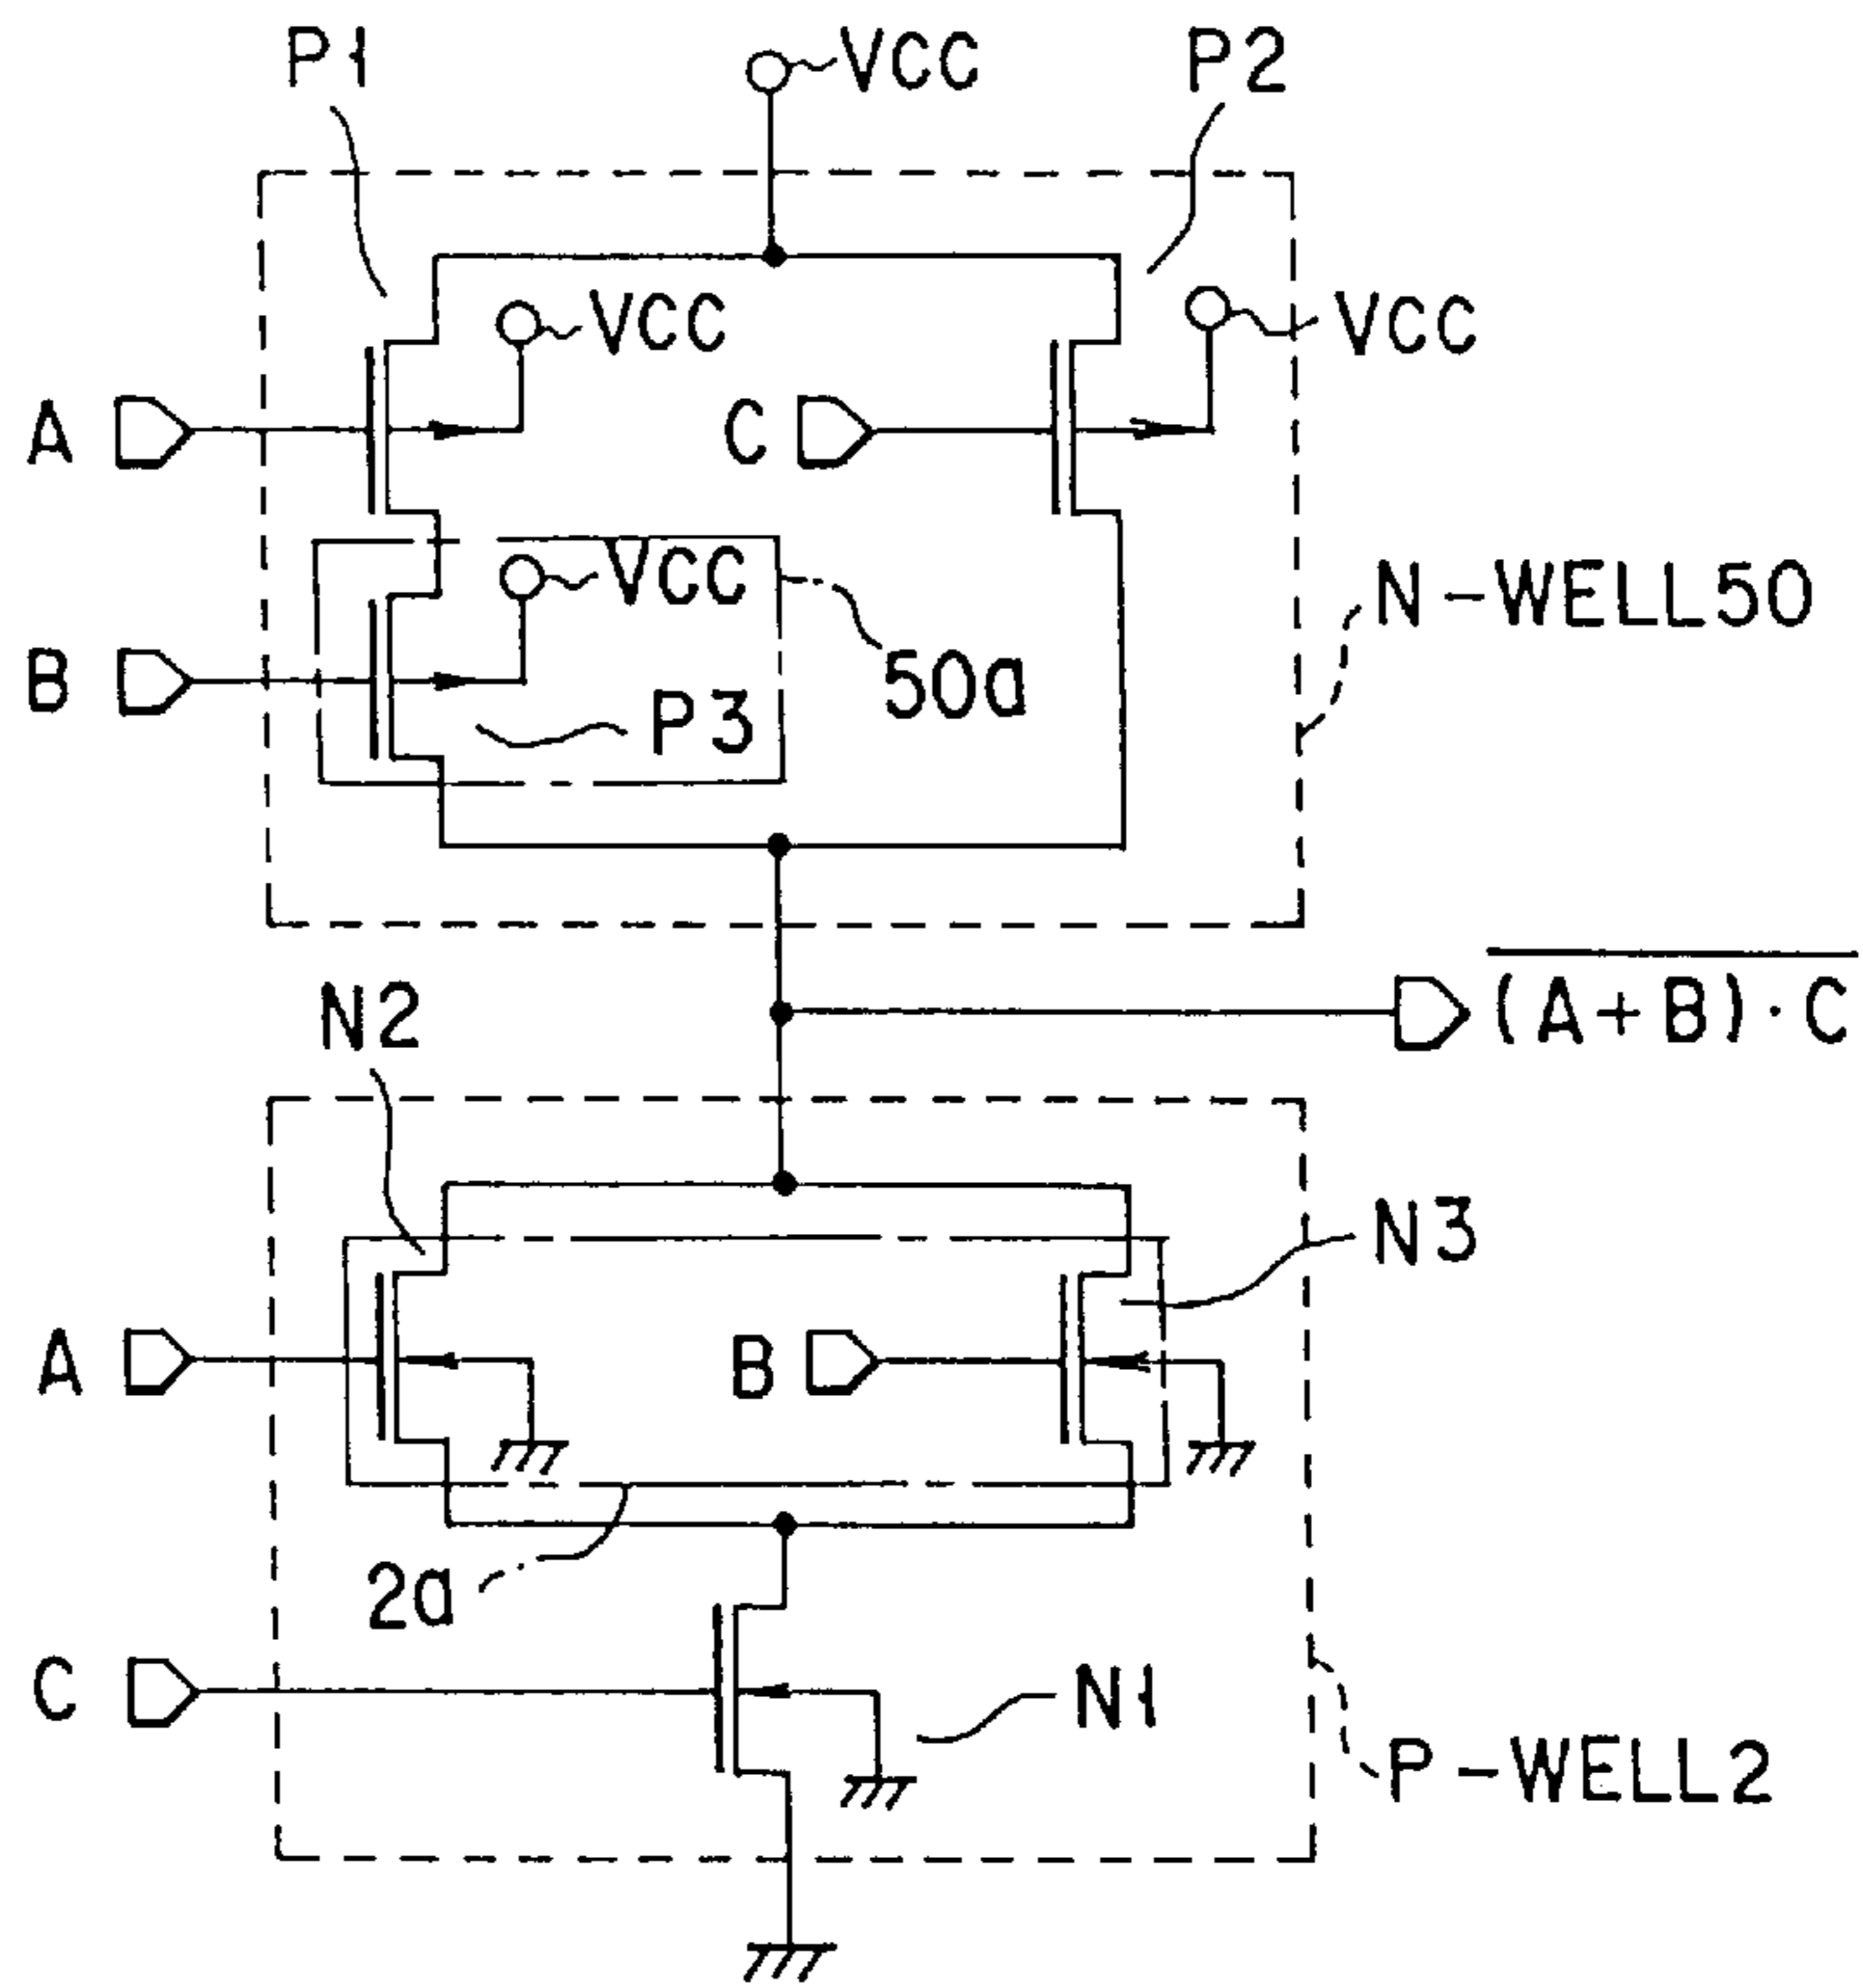 P1
VCC
P2
VCC
VCC
A
C
VCC
N-WELL50
B
50a
P3
N2
(A+B)·C
N3
A
B
2a
C
N1
P-WELL2